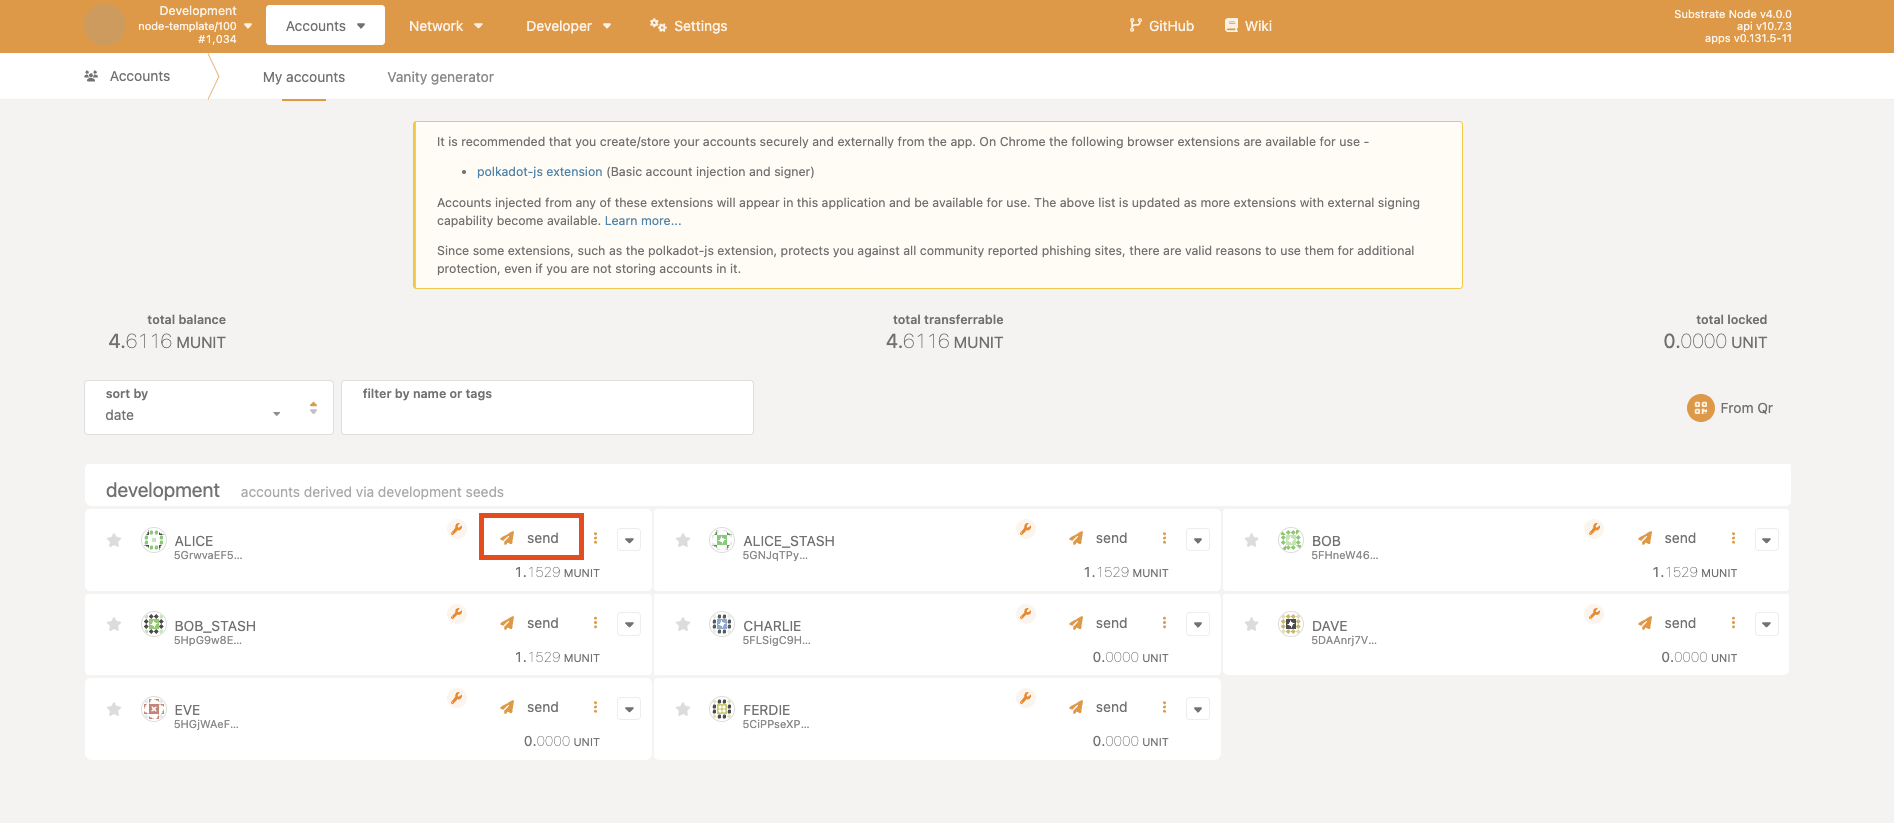 Development
node-template/100
#1,034
Accounts
Network
Developer
Settings
GitHub
Wiki
Substrate Node v4.0.0
api v10.7.3
apps v0.131.5-11
Accounts
My accounts
Vanity generator
It is recommended that you create/store your accounts securely and externally from the app. On Chrome the following browser extensions are available for use -
• polkadot-js extension (Basic account injection and signer)
Accounts injected from any of these extensions will appear in this application and be available for use. The above list is updated as more extensions with external signing
capability become available. Learn more...
Since some extensions, such as the polkadot-js extension, protects you against all community reported phishing sites, there are valid reasons to use them for additional
protection, even if you are not storing accounts in it.
total balance
4.6116 MUNIT
total transferrable
4.6116 MUNIT
total locked
0.0000 UNIT
sort by
date
filter by name or tags
From Qr
development accounts derived via development seeds
ALICE
5GrwvaEF5...
send
1.1529 MUNIT
ALICE_STASH
5GNJqTPy...
send
1.1529 MUNIT
BOB
5FHneW46...
send
1.1529 MUNIT
BOB_STASH
5HpG9w8E...
send
1.1529 MUNIT
CHARLIE
5FLSigC9H...
send
0.0000 UNIT
DAVE
5DAAnrj7V...
send
0.0000 UNIT
EVE
5HGjWAeF...
send
0.0000 UNIT
FERDIE
5CiPPseXP...
send
0.0000 UNIT